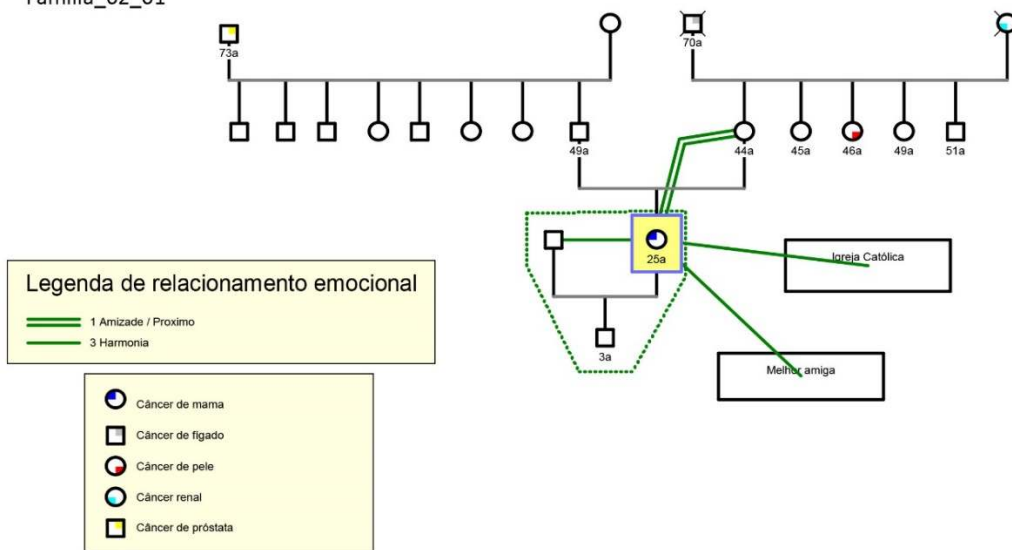 73a
70a
49a
44a
45a
46a
49a
51a
25a
Igreja Católica
3a
Melhor amiga
Legenda de relacionamento emocional
1 Amizade / Proximo
3 Harmonia
Câncer de mama
Câncer de fígado
Câncer de pele
Câncer renal
Câncer de próstata